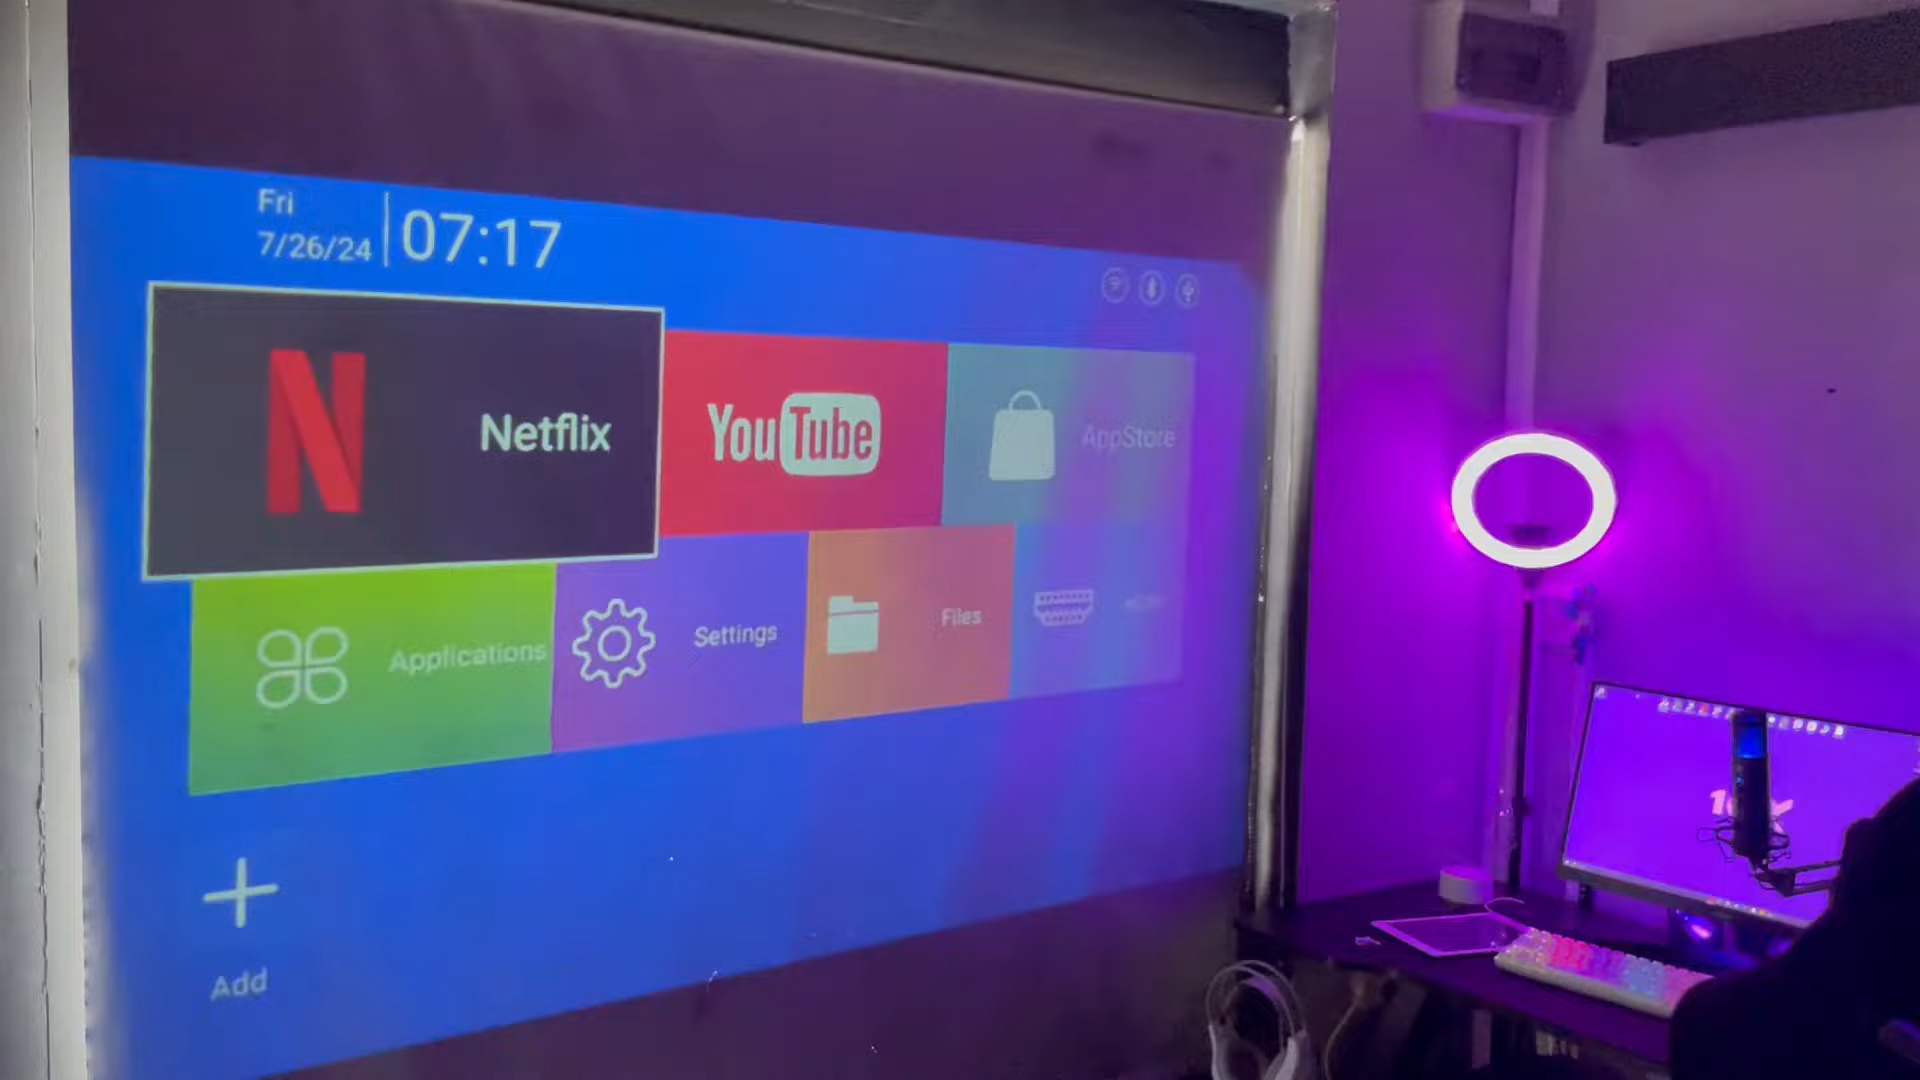 Fri
7/26/24
07:17
Netflix
YouTube
AppStore
Applications
Settings
Files
Add